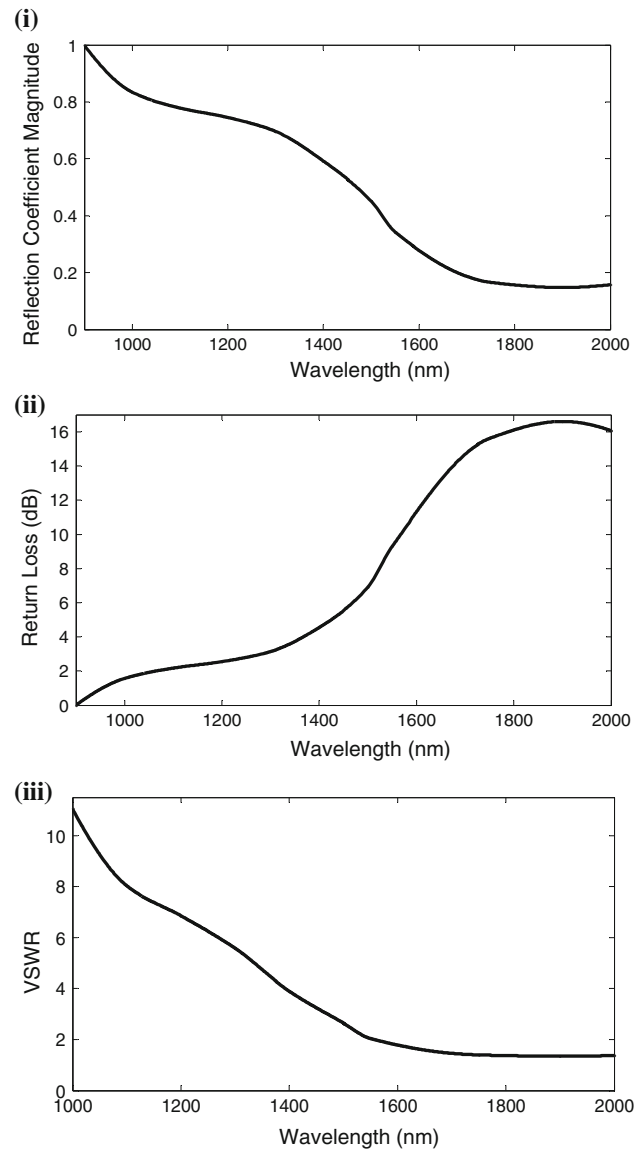 (i)
Reflection Coefficient Magnitude
1
0.8
0.6
0.4
0.2
0
1000 1200 1400 1600 1800 2000
Wavelength (nm)
(ii)
Return Loss (dB)
16
14
12
10
8
6
4
2
0
1000 1200 1400 1600 1800 2000
Wavelength (nm)
(iii)
VSWR
10
8
6
4
2
0
1000 1200 1400 1600 1800 2000
Wavelength (nm)